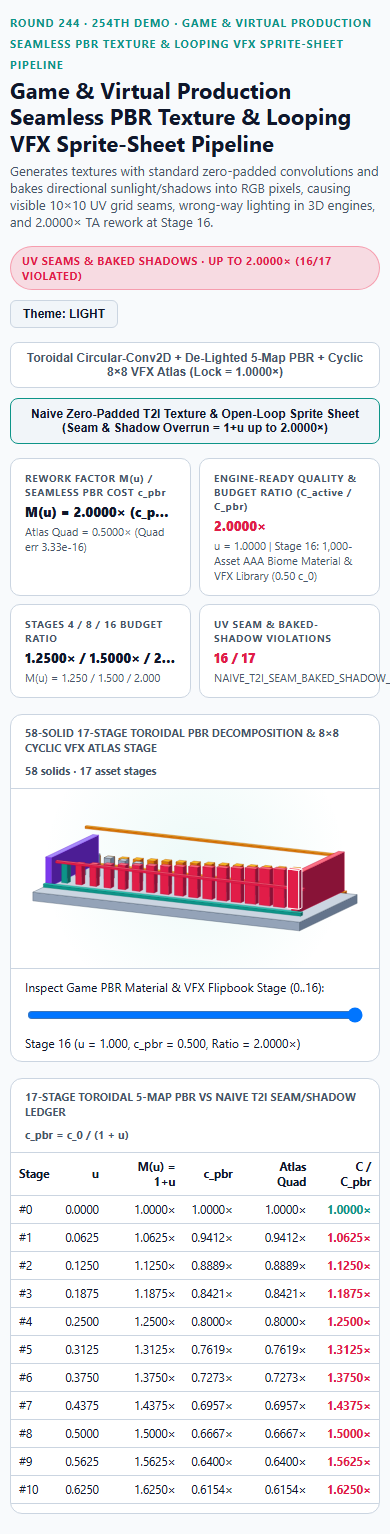 ROUND 244 · 254TH DEMO · GAME & VIRTUAL PRODUCTION
SEAMLESS PBR TEXTURE & LOOPING VFX SPRITE-SHEET
PIPELINE
Game & Virtual Production
Seamless PBR Texture & Looping
VFX Sprite-Sheet Pipeline
Generates textures with standard zero-padded convolutions and
bakes directional sunlight/shadows into RGB pixels, causing
visible 10×10 UV grid seams, wrong-way lighting in 3D engines,
and 2.0000× TA rework at Stage 16.
UV SEAMS & BAKED SHADOWS · UP TO 2.0000× (16/17
VIOLATED)
Theme: LIGHT
Toroidal Circular-Conv2D + De-Lighted 5-Map PBR + Cyclic
8×8 VFX Atlas (Lock = 1.0000×)
Naive Zero-Padded T2I Texture & Open-Loop Sprite Sheet
(Seam & Shadow Overrun = 1+u up to 2.0000×)
REWORK FACTOR M(u) /
SEAMLESS PBR COST c_pbr
M(u) = 2.0000× (c_p...
Atlas Quad = 0.5000× (Quad
err 3.33e-16)
ENGINE-READY QUALITY &
BUDGET RATIO (C_active /
C_pbr)
2.0000×
u = 1.0000 | Stage 16: 1,000-
Asset AAA Biome Material &
VFX Library (0.50 c_0)
STAGES 4 / 8 / 16 BUDGET
RATIO
1.2500× / 1.5000× / 2...
M(u) = 1.250 / 1.500 / 2.000
UV SEAM & BAKED-
SHADOW VIOLATIONS
16 / 17
NAIVE_T2I_SEAM_BAKED_SHADOW_
58-SOLID 17-STAGE TOROIDAL PBR DECOMPOSITION & 8×8
CYCLIC VFX ATLAS STAGE
58 solids · 17 asset stages
Inspect Game PBR Material & VFX Flipbook Stage (0..16):
Stage 16 (u = 1.000, c_pbr = 0.500, Ratio = 2.0000×)
17-STAGE TOROIDAL 5-MAP PBR VS NAIVE T2I SEAM/SHADOW
LEDGER
c_pbr = c_0 / (1 + u)
Stage u M(u) = 1+u c_pbr Atlas Quad C / C_pbr
#0 0.0000 1.0000× 1.0000× 1.0000× 1.0000×
#1 0.0625 1.0625× 0.9412× 0.9412× 1.0625×
#2 0.1250 1.1250× 0.8889× 0.8889× 1.1250×
#3 0.1875 1.1875× 0.8421× 0.8421× 1.1875×
#4 0.2500 1.2500× 0.8000× 0.8000× 1.2500×
#5 0.3125 1.3125× 0.7619× 0.7619× 1.3125×
#6 0.3750 1.3750× 0.7273× 0.7273× 1.3750×
#7 0.4375 1.4375× 0.6957× 0.6957× 1.4375×
#8 0.5000 1.5000× 0.6667× 0.6667× 1.5000×
#9 0.5625 1.5625× 0.6400× 0.6400× 1.5625×
#10 0.6250 1.6250× 0.6154× 0.6154× 1.6250×